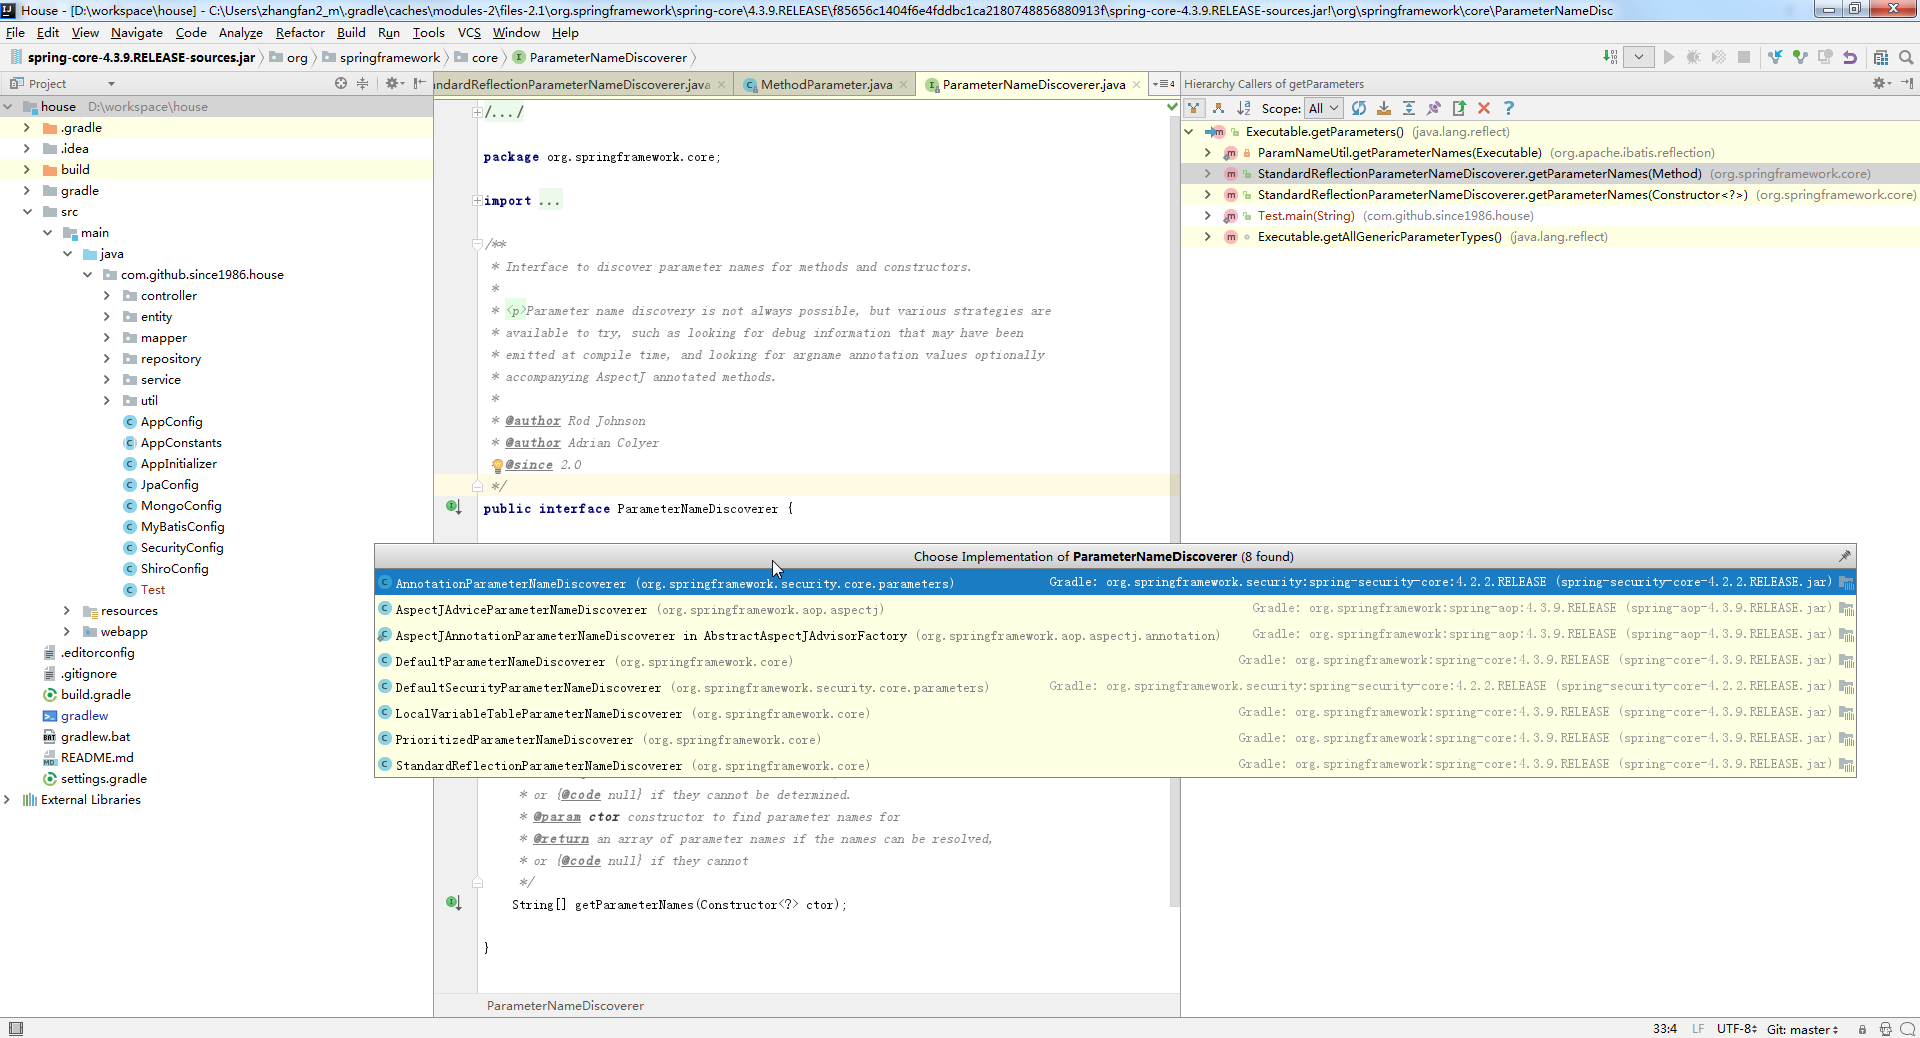 House - [D:\workspace\house] - C:\Users\zhangfan2_m\.gradle\caches\modules-2\files-2.1\org.springframework\spring-core\4.3.9.RELEASE\f85656c1404f6e4fddbc1ca2180748856880913f\spring-core-4.3.9.RELEASE-sources.jar!\org\springframework\core\ParameterNameDisc
File Edit View Navigate Code Analyze Refactor Build Run Tools VCS Window Help
spring-core-4.3.9.RELEASE-sources.jar org springframework core ParameterNameDiscoverer
Project
ndardReflectionParameterNameDiscoverer.java MethodParameter.java ParameterNameDiscoverer.java
Hierarchy Callers of getParameters
Scope: All
house D:\workspace\house
.gradle
.idea
build
gradle
src
main
java
com.github.since1986.house
controller
entity
mapper
repository
service
util
AppConfig
AppConstants
AppInitializer
JpaConfig
MongoConfig
MyBatisConfig
SecurityConfig
ShiroConfig
Test
resources
webapp
.editorconfig
.gitignore
build.gradle
gradlew
gradlew.bat
README.md
settings.gradle
External Libraries
/.../
package org.springframework.core;
import ...
/**
* Interface to discover parameter names for methods and constructors.
*
* <p>Parameter name discovery is not always possible, but various strategies are
* available to try, such as looking for debug information that may have been
* emitted at compile time, and looking for argname annotation values optionally
* accompanying AspectJ annotated methods.
*
* @author Rod Johnson
* @author Adrian Colyer
* @since 2.0
*/
public interface ParameterNameDiscoverer {
Executable.getParameters() (java.lang.reflect)
ParamNameUtil.getParameterNames(Executable) (org.apache.ibatis.reflection)
StandardReflectionParameterNameDiscoverer.getParameterNames(Method) (org.springframework.core)
StandardReflectionParameterNameDiscoverer.getParameterNames(Constructor<?>) (org.springframework.core)
Test.main(String) (com.github.since1986.house)
Executable.getAllGenericParameterTypes() (java.lang.reflect)
Choose Implementation of ParameterNameDiscoverer (8 found)
AnnotationParameterNameDiscoverer (org.springframework.security.core.parameters) Gradle: org.springframework.security:spring-security-core:4.2.2.RELEASE (spring-security-core-4.2.2.RELEASE.jar)
AspectJAdviceParameterNameDiscoverer (org.springframework.aop.aspectj) Gradle: org.springframework:spring-aop:4.3.9.RELEASE (spring-aop-4.3.9.RELEASE.jar)
AspectJAnnotationParameterNameDiscoverer in AbstractAspectJAdvisorFactory (org.springframework.aop.aspectj.annotation) Gradle: org.springframework:spring-aop:4.3.9.RELEASE (spring-aop-4.3.9.RELEASE.jar)
DefaultParameterNameDiscoverer (org.springframework.core) Gradle: org.springframework:spring-core:4.3.9.RELEASE (spring-core-4.3.9.RELEASE.jar)
DefaultSecurityParameterNameDiscoverer (org.springframework.security.core.parameters) Gradle: org.springframework.security:spring-security-core:4.2.2.RELEASE (spring-security-core-4.2.2.RELEASE.jar)
LocalVariableTableParameterNameDiscoverer (org.springframework.core) Gradle: org.springframework:spring-core:4.3.9.RELEASE (spring-core-4.3.9.RELEASE.jar)
PrioritizedParameterNameDiscoverer (org.springframework.core) Gradle: org.springframework:spring-core:4.3.9.RELEASE (spring-core-4.3.9.RELEASE.jar)
StandardReflectionParameterNameDiscoverer (org.springframework.core) Gradle: org.springframework:spring-core:4.3.9.RELEASE (spring-core-4.3.9.RELEASE.jar)
* or {@code null} if they cannot be determined.
* @param ctor constructor to find parameter names for
* @return an array of parameter names if the names can be resolved,
* or {@code null} if they cannot
*/
String[] getParameterNames(Constructor<?> ctor);
}
ParameterNameDiscoverer
33:4 LF UTF-8 Git: master